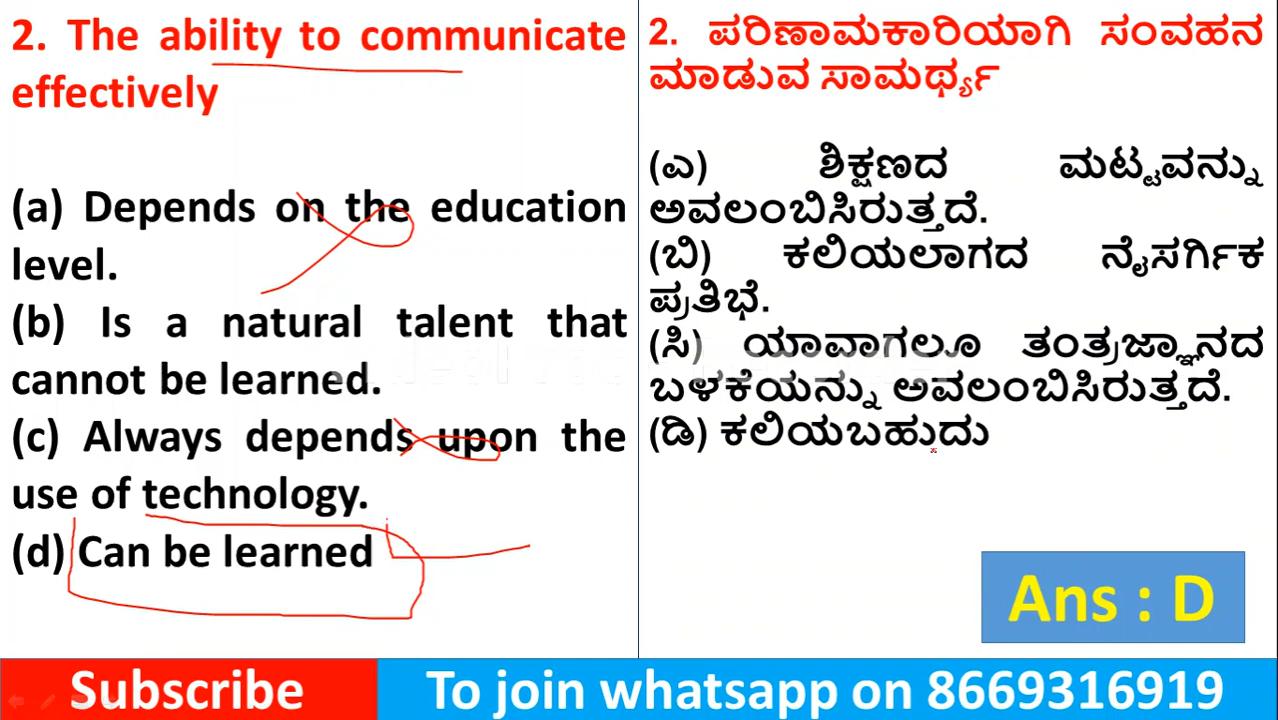 2. The ability to communicate
effectively
(a) Depends on the education
level.
(b) Is a natural talent that
cannot be learned.
(c) Always depends upon the
use of technology.
(d) Can be learned
2. ಪರಿಣಾಮಕಾರಿಯಾಗಿ ಸಂವಹನ
ಮಾಡುವ ಸಾಮರ್ಥ್ಯ
(ಎ) ಶಿಕ್ಷಣದ ಮಟ್ಟವನ್ನು
ಅವಲಂಬಿಸಿರುತ್ತದೆ.
(ಬಿ) ಕಲಿಯಲಾಗದ ನೈಸರ್ಗಿಕ
ಪ್ರತಿಭೆ.
(ಸಿ) ಯಾವಾಗಲೂ ತಂತ್ರಜ್ಞಾನದ
ಬಳಕೆಯನ್ನು ಅವಲಂಬಿಸಿರುತ್ತದೆ.
(ಡಿ) ಕಲಿಯಬಹುದು
Ans : D
Subscribe
To join whatsapp on 8669316919